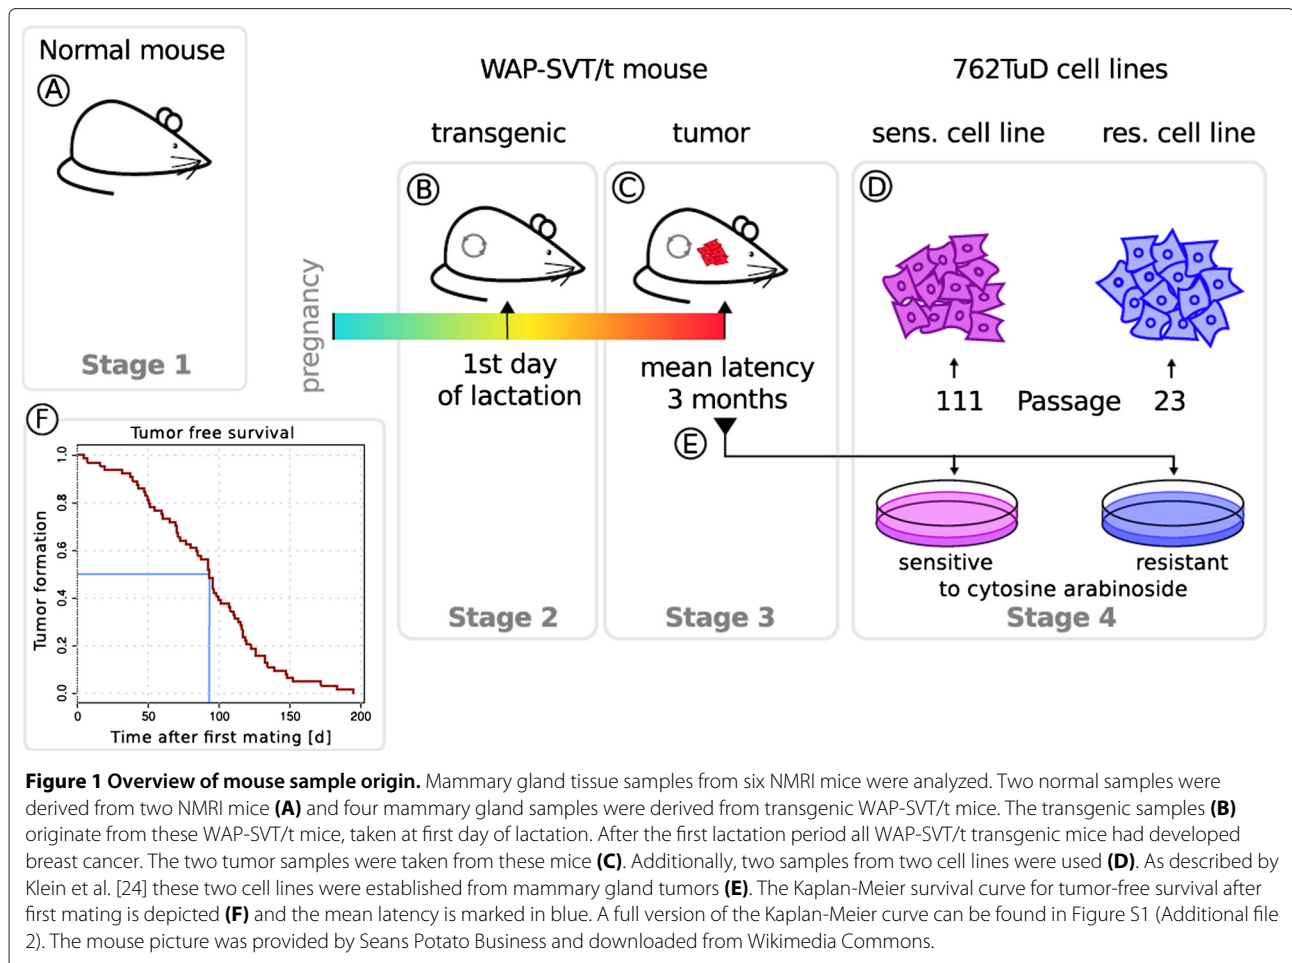 Normal mouse
A
Stage 1
WAP-SVT/t mouse
762TuD cell lines
transgenic
tumor
sens. cell line
res. cell line
B
C
D
pregnancy
1st day
of lactation
mean latency
3 months
111 Passage 23
E
sensitive
resistant
to cytosine arabinoside
Stage 2
Stage 3
Stage 4
F
Tumor free survival
Tumor formation
1.0
0.8
0.6
0.4
0.2
0.0
0 50 100 150 200
Time after first mating [d]
Figure 1 Overview of mouse sample origin. Mammary gland tissue samples from six NMRI mice were analyzed. Two normal samples were
derived from two NMRI mice (A) and four mammary gland samples were derived from transgenic WAP-SVT/t mice. The transgenic samples (B)
originate from these WAP-SVT/t mice, taken at first day of lactation. After the first lactation period all WAP-SVT/t transgenic mice had developed
breast cancer. The two tumor samples were taken from these mice (C). Additionally, two samples from two cell lines were used (D). As described by
Klein et al. [24] these two cell lines were established from mammary gland tumors (E). The Kaplan-Meier survival curve for tumor-free survival after
first mating is depicted (F) and the mean latency is marked in blue. A full version of the Kaplan-Meier curve can be found in Figure S1 (Additional file
2). The mouse picture was provided by Seans Potato Business and downloaded from Wikimedia Commons.